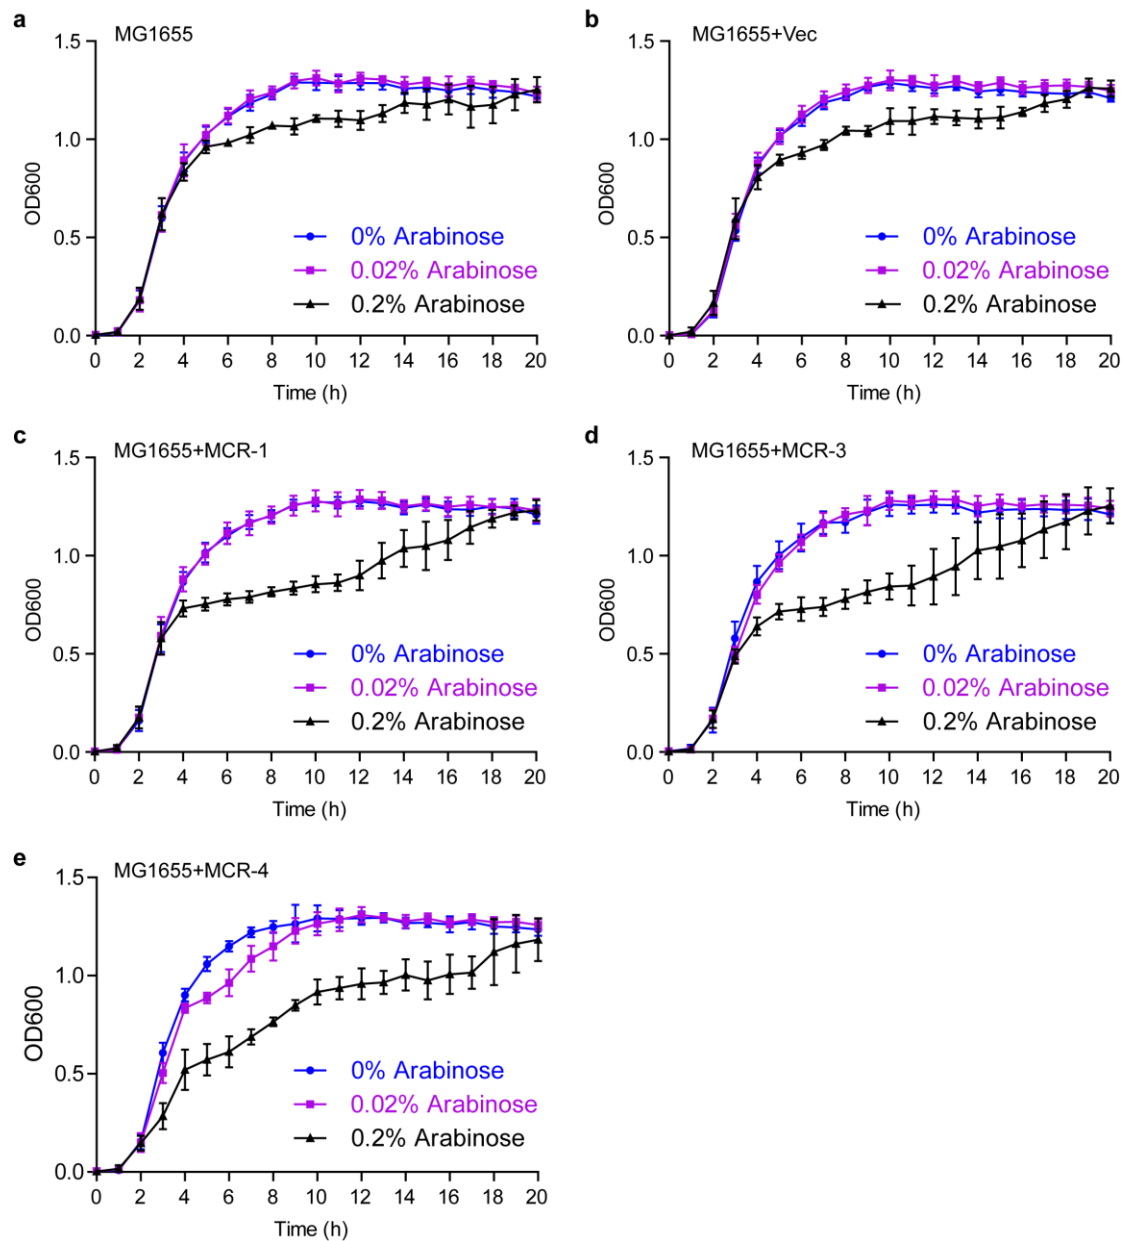 a
MG1655
1.5
1.0
0.5
0.0
OD600
0% Arabinose
0.02% Arabinose
0.2% Arabinose
0 2 4 6 8 10 12 14 16 18 20
Time (h)
b
MG1655+Vec
1.5
1.0
0.5
0.0
OD600
0% Arabinose
0.02% Arabinose
0.2% Arabinose
0 2 4 6 8 10 12 14 16 18 20
Time (h)
c
MG1655+MCR-1
1.5
1.0
0.5
0.0
OD600
0% Arabinose
0.02% Arabinose
0.2% Arabinose
0 2 4 6 8 10 12 14 16 18 20
Time (h)
d
MG1655+MCR-3
1.5
1.0
0.5
0.0
OD600
0% Arabinose
0.02% Arabinose
0.2% Arabinose
0 2 4 6 8 10 12 14 16 18 20
Time (h)
e
MG1655+MCR-4
1.5
1.0
0.5
0.0
OD600
0% Arabinose
0.02% Arabinose
0.2% Arabinose
0 2 4 6 8 10 12 14 16 18 20
Time (h)